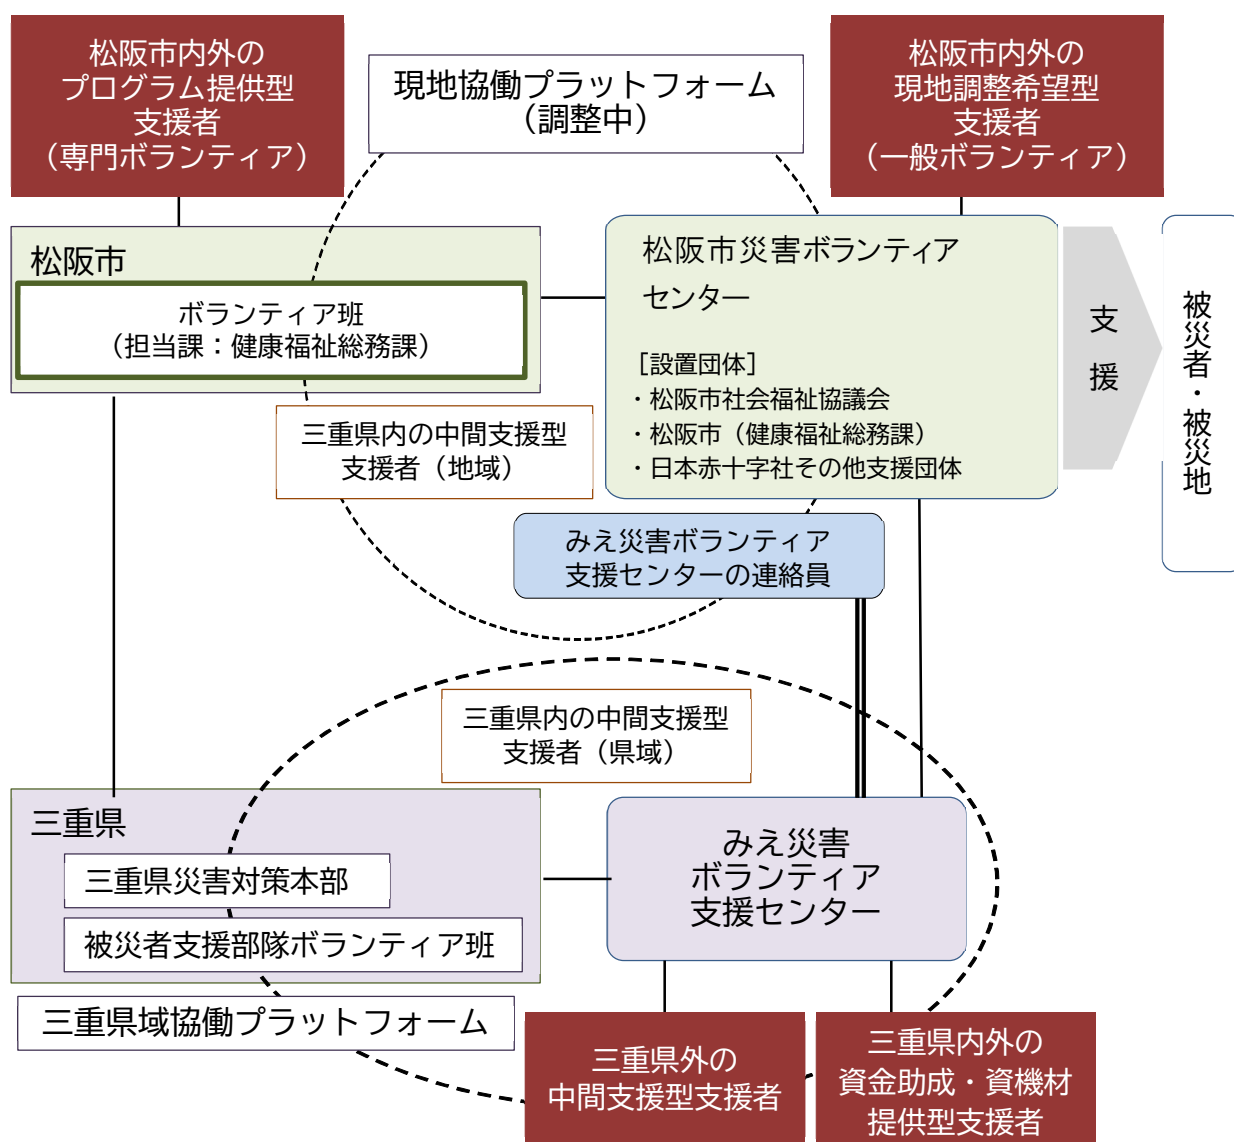 松阪市内外の
プログラム提供型
支援者
（専門ボランティア）
現地協働プラットフォーム
（調整中）
松阪市内外の
現地調整希望型
支援者
（一般ボランティア）
松阪市
ボランティア班
（担当課：健康福祉総務課）
松阪市災害ボランティア
センター
［設置団体］
・松阪市社会福祉協議会
・松阪市（健康福祉総務課）
・日本赤十字社その他支援団体
支援
被災者・被災地
三重県内の中間支援型
支援者（地域）
みえ災害ボランティア
支援センターの連絡員
三重県内の中間支援型
支援者（県域）
三重県
三重県災害対策本部
被災者支援部隊ボランティア班
みえ災害
ボランティア
支援センター
三重県域協働プラットフォーム
三重県外の
中間支援型支援者
三重県内外の
資金助成・資機材
提供型支援者